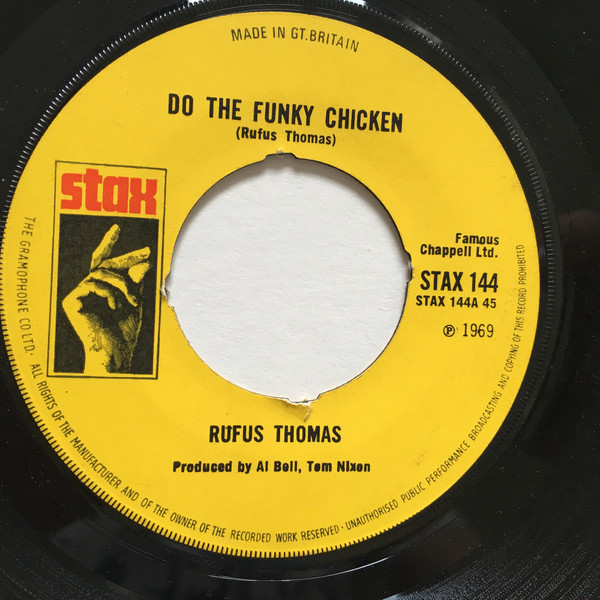 MADE IN GT.BRITAIN
DO THE FUNKY CHICKEN
(Rufus Thomas)
stax
Famous
Chappell Ltd.
STAX 144
STAX 144A 45
℗ 1969
RUFUS THOMAS
Produced by Al Bell, Tom Nixon
THE GRAMOPHONE CO LTD. ALL RIGHTS OF THE MANUFACTURER AND OF THE OWNER OF THE RECORDED WORK RESERVED · UNAUTHORISED PUBLIC PERFORMANCE BROADCASTING AND COPYING OF THIS RECORD PROHIBITED